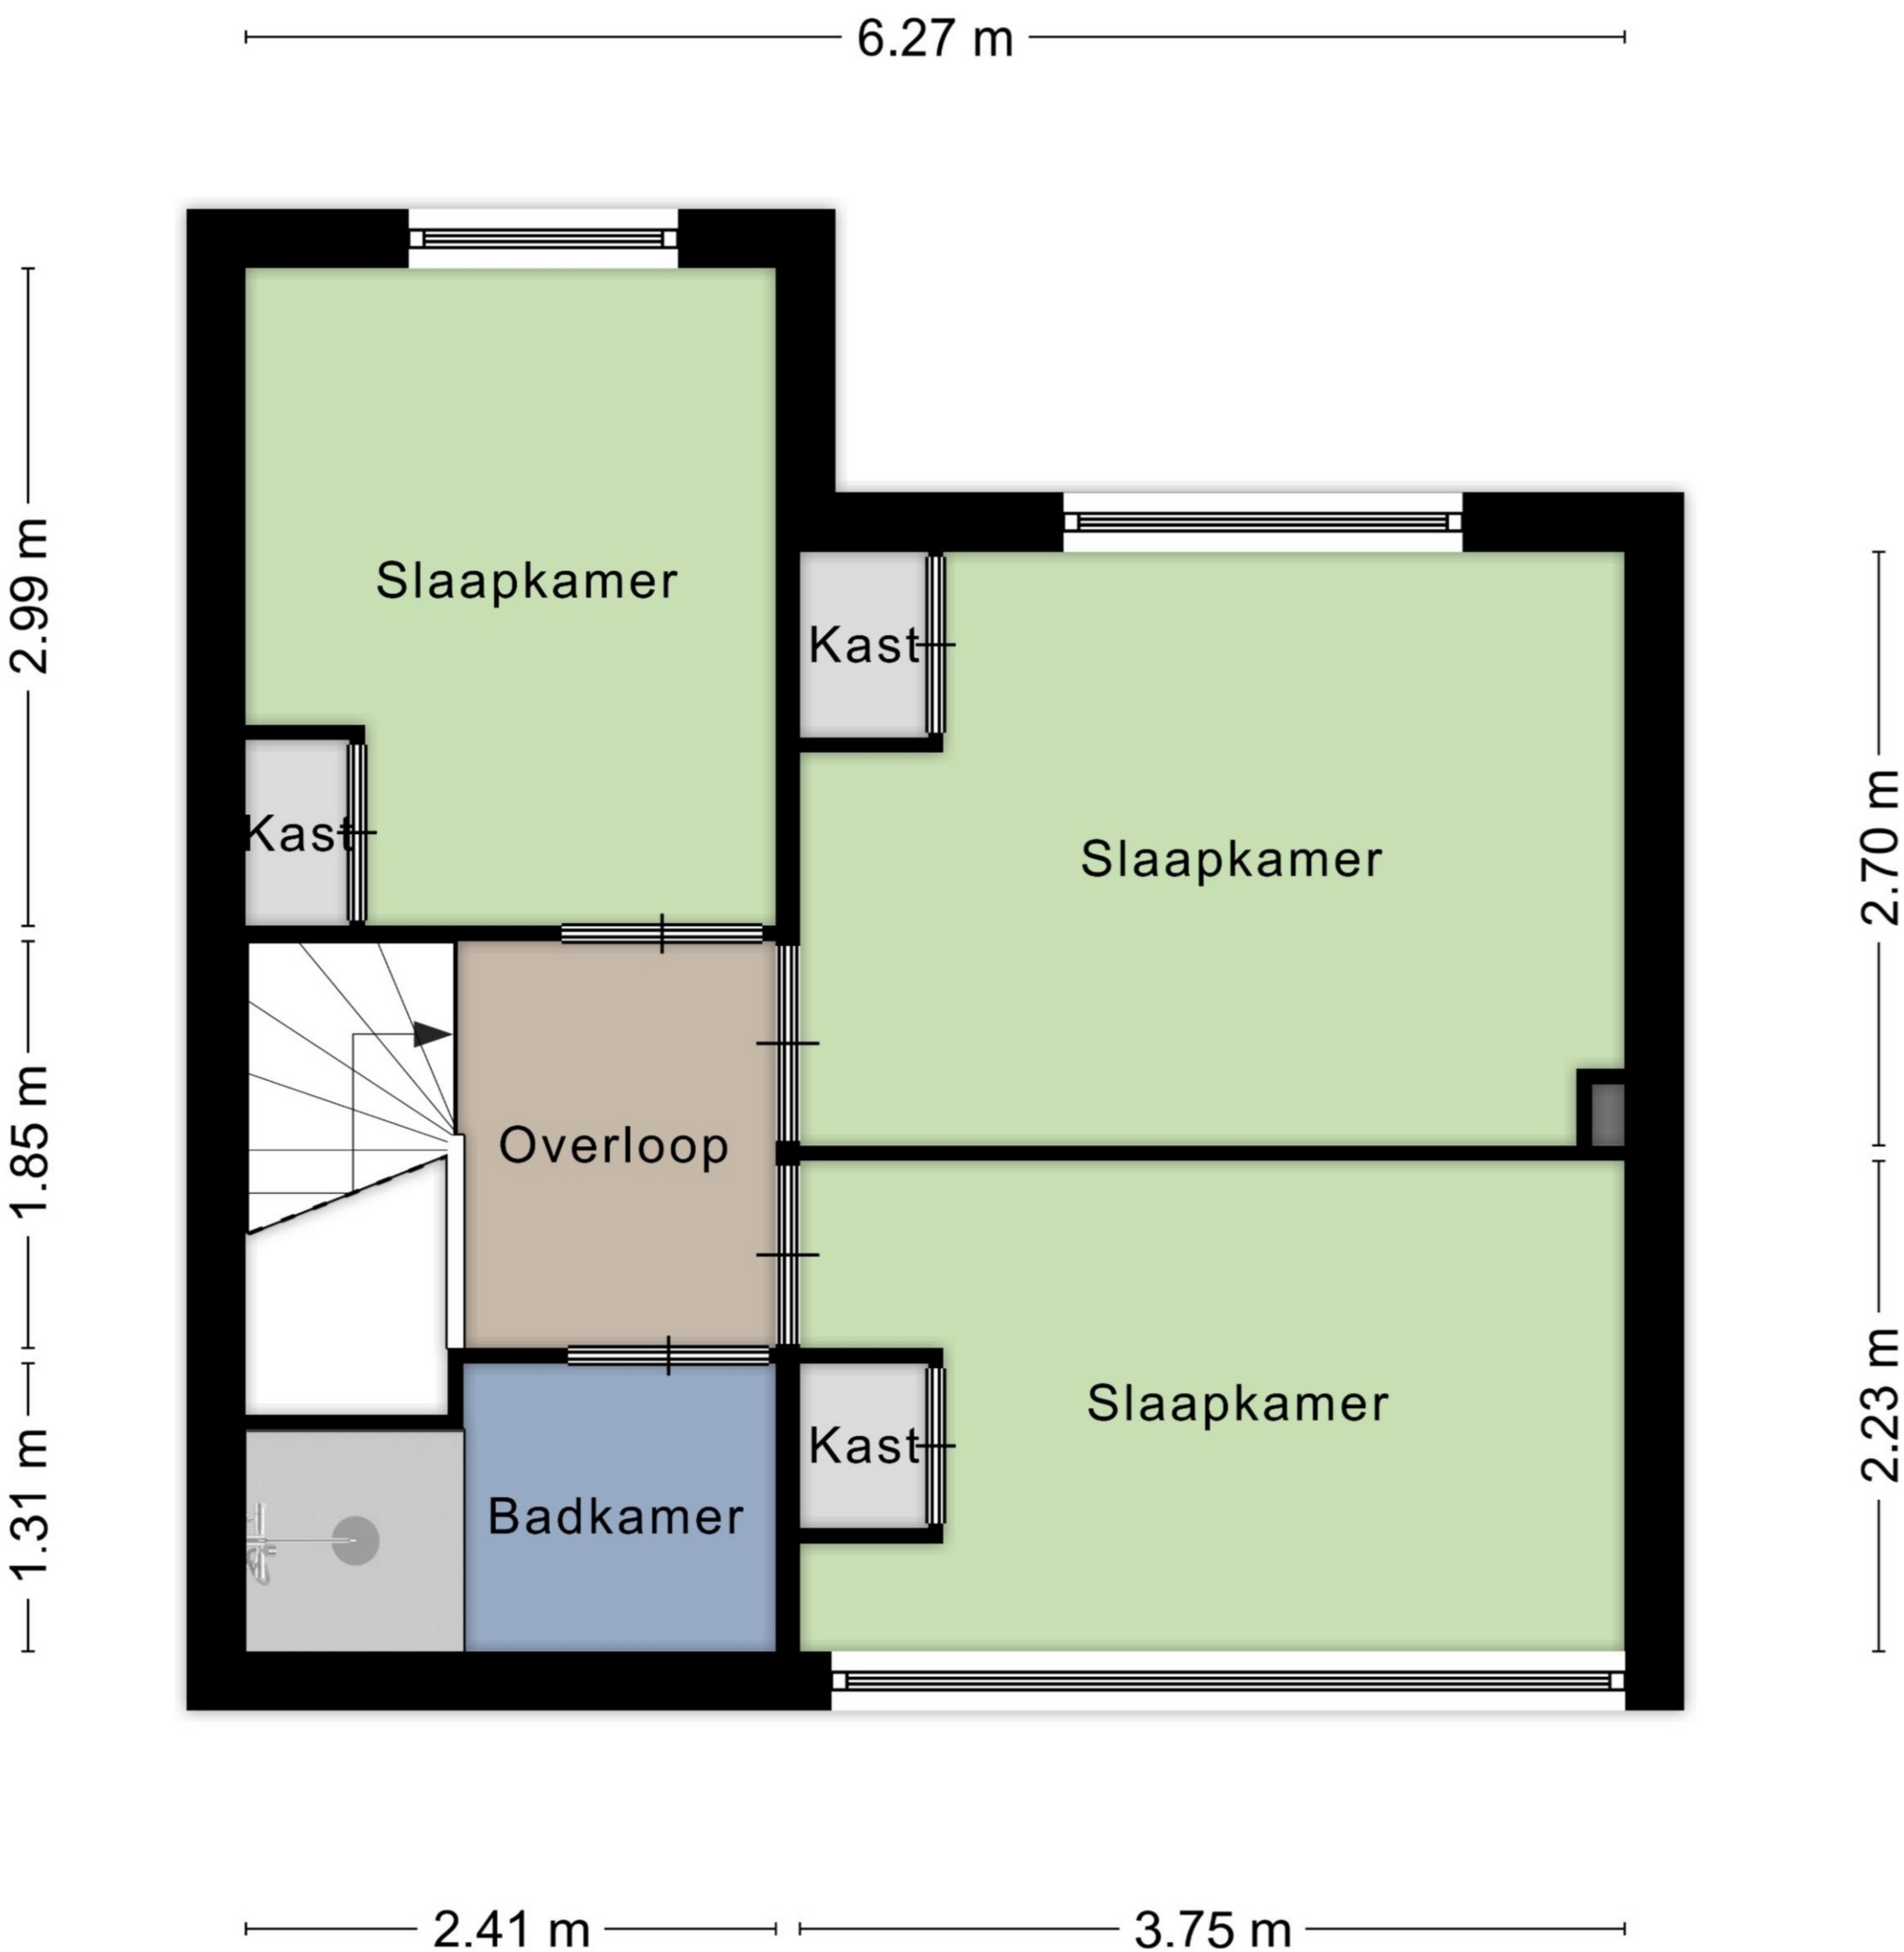 6.27 m
Slaapkamer
2.99 m
Kast
Slaapkamer
2.70 m
Kast
1.85 m
Overloop
Slaapkamer
2.23 m
Kast
1.31 m
Badkamer
2.41 m
3.75 m